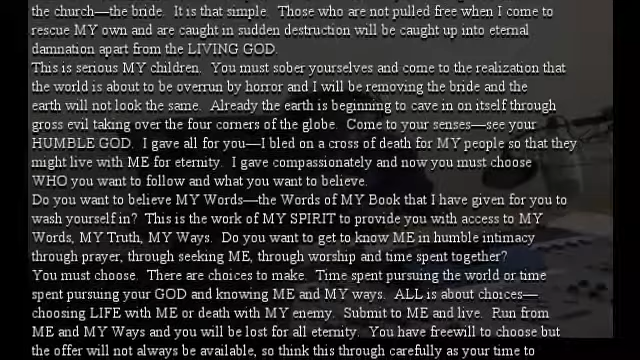 the church—the bride.  It is that simple.  Those who are not pulled free when I come to
rescue MY own and are caught in sudden destruction will be caught up into eternal
damnation apart from the LIVING GOD.
This is serious MY children.  You must sober yourselves and come to the realization that
the world is about to be overrun by horror and I will be removing the bride and the
earth will not look the same.  Already the earth is beginning to cave in on itself through
gross evil taking over the four corners of the globe.  Come to your senses—see your
HUMBLE GOD.  I gave all for you—I bled on a cross of death for MY people so that they
might live with ME for eternity.  I gave compassionately and now you must choose
WHO you want to follow and what you want to believe.
Do you want to believe MY Words—the Words of MY Book that I have given for you to
wash yourself in?  This is the work of MY SPIRIT to provide you with access to MY
Words, MY Truth, MY Ways.  Do you want to get to know ME in humble intimacy
through prayer, through seeking ME, through worship and time spent together?
You must choose.  There are choices to make.  Time spent pursuing the world or time
spent pursuing your GOD and knowing ME and MY ways.  ALL is about choices—
choosing LIFE with ME or death with MY enemy.  Submit to ME and live.  Run from
ME and MY Ways and you will be lost for all eternity.  You have freewill to choose but
the offer will not always be available, so think this through carefully as your time to